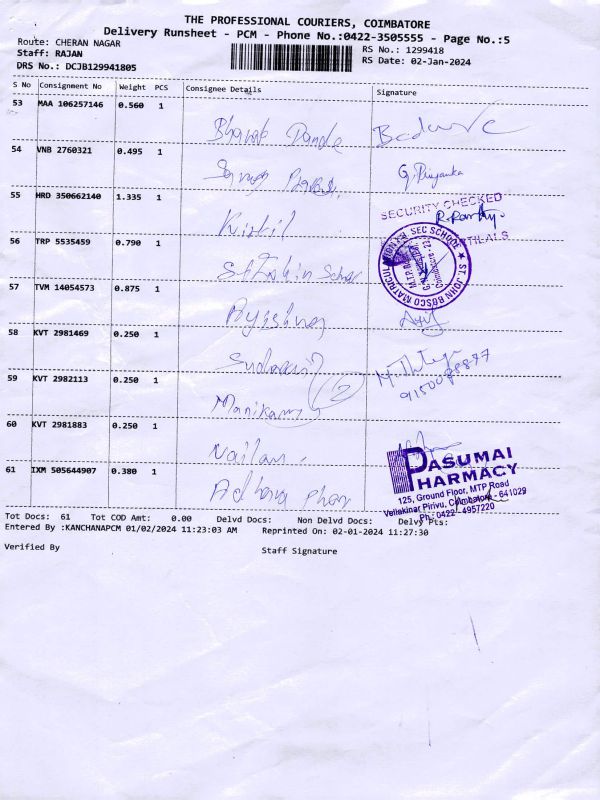 THE PROFESSIONAL COURIERS, COIMBATORE
Delivery Runsheet - PCM - Phone No.:0422-3505555 - Page No.:5
Route: CHERAN NAGAR
RS No.: 1299418
Staff: RAJAN
RS Date: 02-Jan-2024
DRS No.: DCJB129941805
S No Consignment No Weight PCS Consignee Details Signature
53 MAA 106257146 0.560 1
Bharat Pande
54 VNB 2760321 0.495 1
G. Priyanka
55 HRD 350662140 1.335 1
SECURITY CHECKED
56 TRP 5535459 0.790 1
ST. JOHN BOSCO MATRICULATION HR. SEC SCHOOL
57 TVM 14054573 0.875 1
58 KVT 2981469 0.250 1
9150088877
59 KVT 2982113 0.250 1
2
60 KVT 2981883 0.250 1
PASUMAI
PHARMACY
61 IXM 505644907 0.380 1
125, Ground Floor, MTP Road
Vellakinar Pirivu, Coimbatore - 641029
Ph : 0422 - 4957220
Tot Docs: 61 Tot COD Amt: 0.00 Delvd Docs: Non Delvd Docs: Delvy Pts:
Entered By :KANCHANAPCM 01/02/2024 11:23:03 AM Reprinted On: 02-01-2024 11:27:30
Verified By
Staff Signature